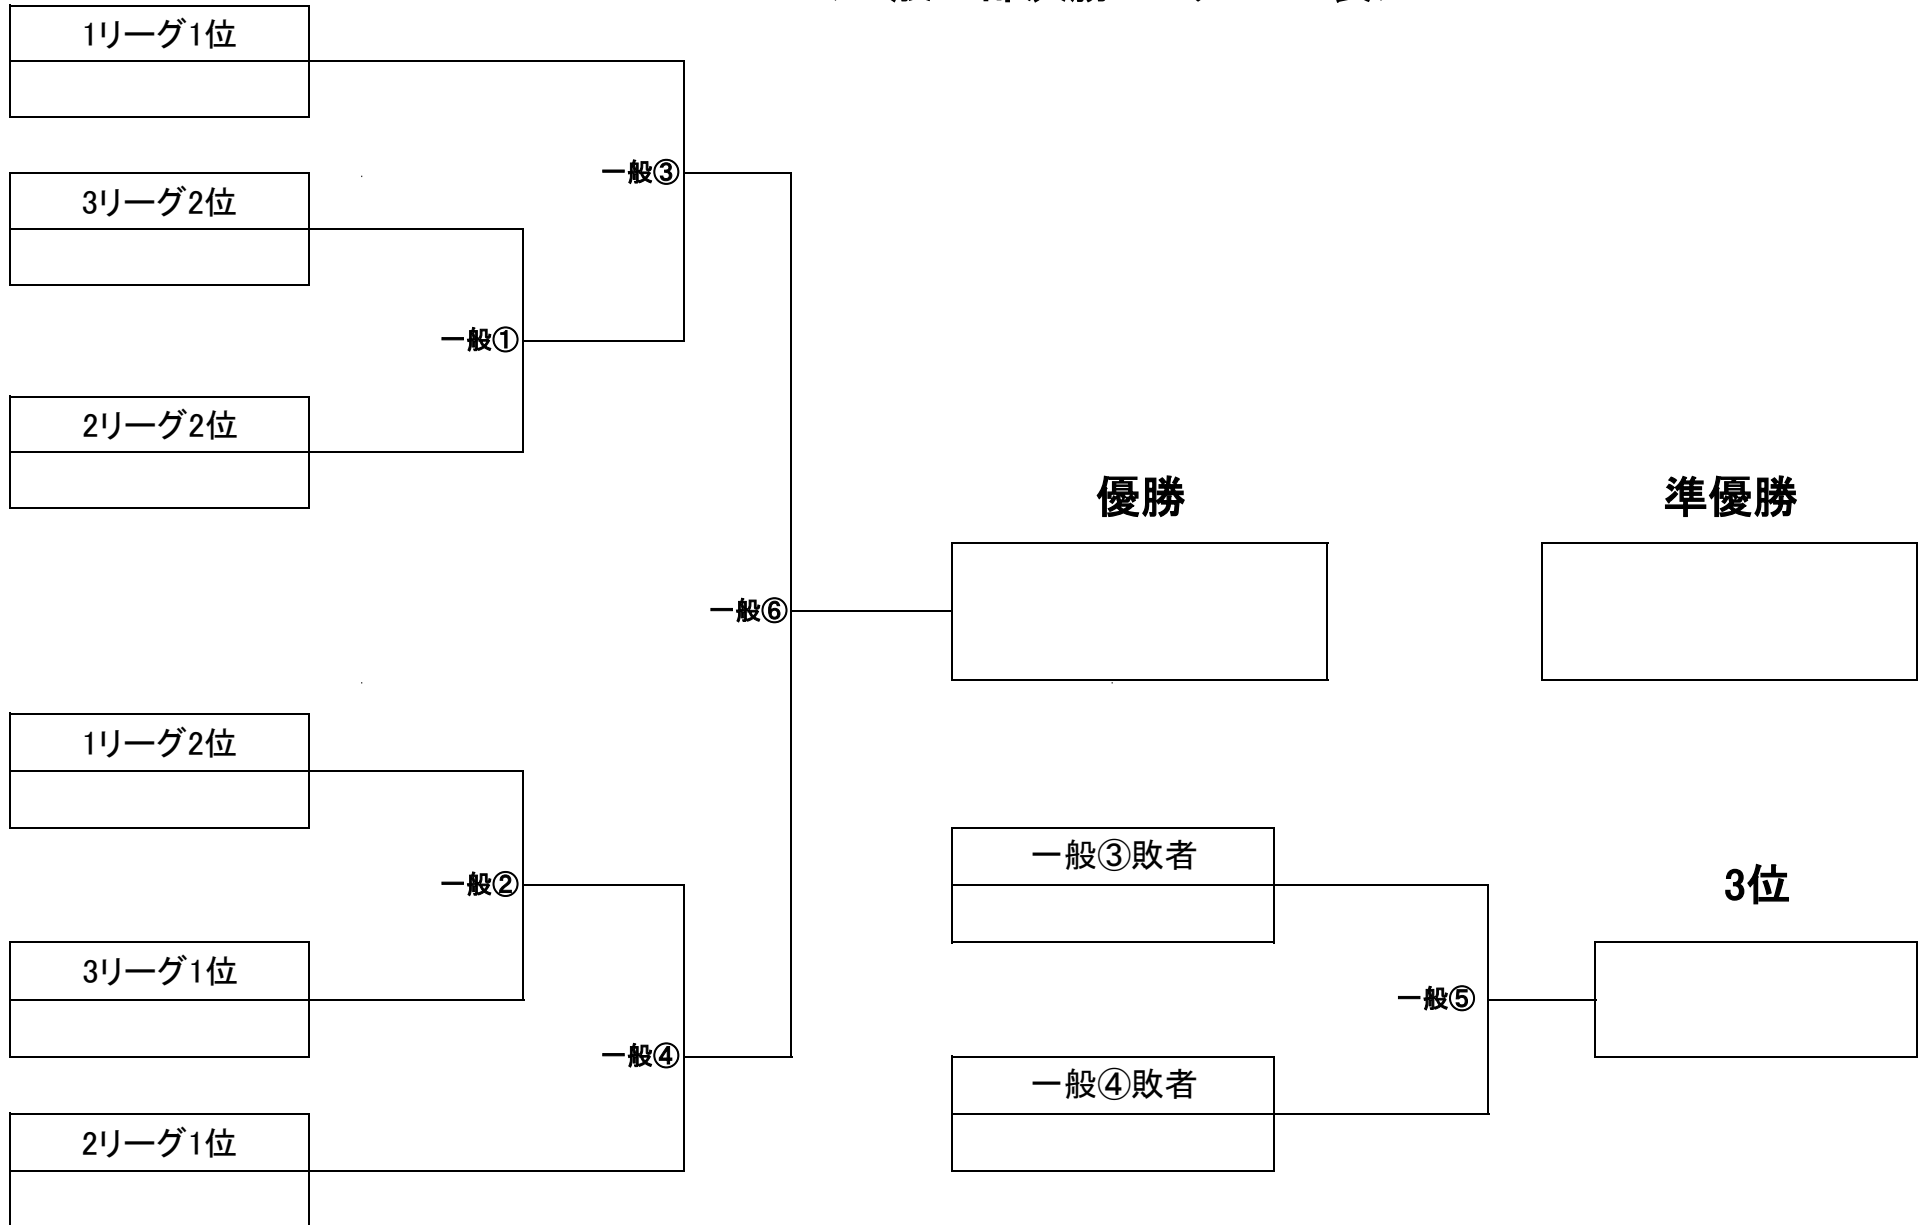 1リーグ1位
一般③
3リーグ2位
一般①
2リーグ2位
優勝
準優勝
一般⑥
1リーグ2位
一般③敗者
一般②
3位
3リーグ1位
一般⑤
一般④
一般④敗者
2リーグ1位